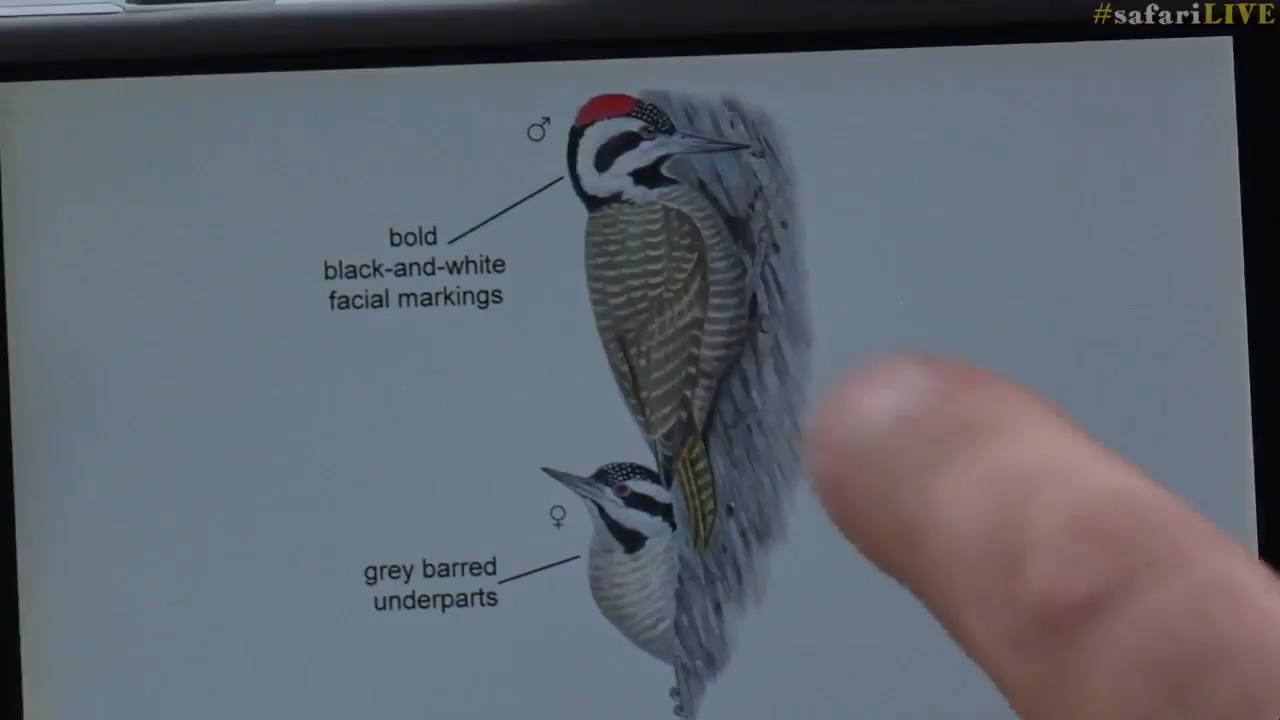 #safariLIVE
♂
bold
black-and-white
facial markings
♀
grey barred
underparts